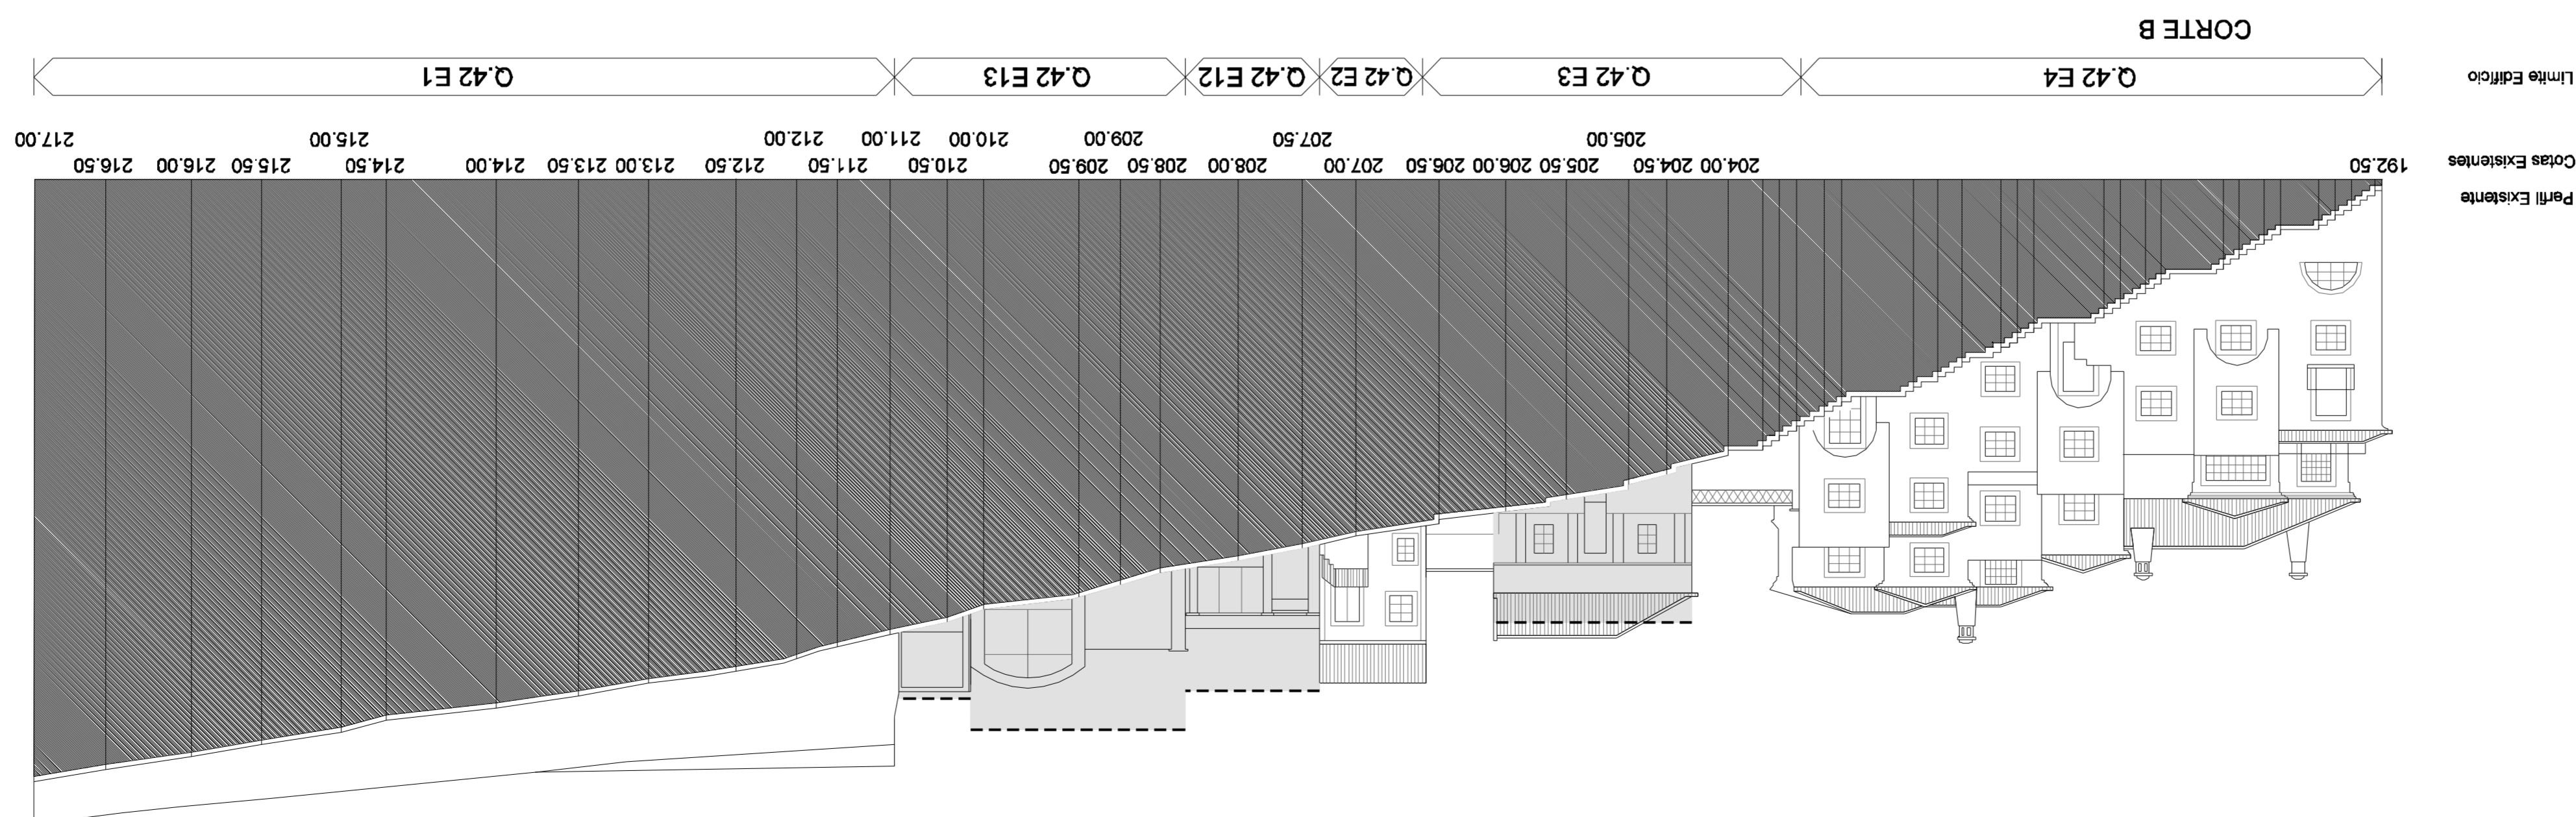 Perfil Existente
Cotas Existentes 192.50 204.00 204.50 205.50 206.00 206.50 207.00 208.00 208.50 209.50 210.50 211.50 212.50 213.00 213.50 214.00 214.50 215.50 216.00 216.50
205.00 207.50 209.00 210.00 211.00 212.00 215.00 217.00
Limite Edifício Q.42 E4 Q.42 E3 Q.42 E2 Q.42 E12 Q.42 E13 Q.42 E1
CORTE B